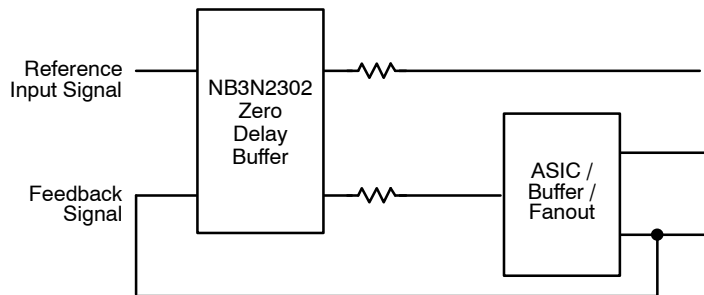 Reference
Input Signal
NB3N2302
Zero
Delay
Buffer
Feedback
Signal
ASIC /
Buffer /
Fanout